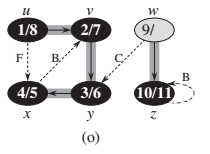 u v w
1/8 2/7 9/
F B C B
4/5 3/6 10/11
x y z
(o)